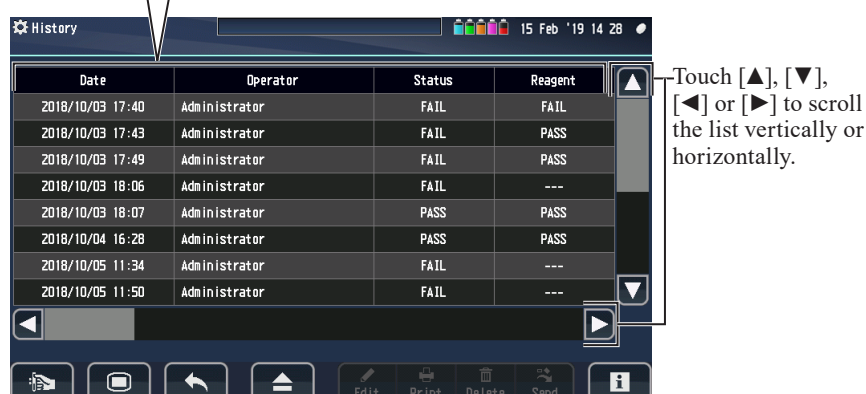 History 15 Feb '19 14 28
Date Operator Status Reagent
2018/10/03 17:40 Administrator FAIL FAIL
2018/10/03 17:43 Administrator FAIL PASS
2018/10/03 17:49 Administrator FAIL PASS
2018/10/03 18:06 Administrator FAIL ---
2018/10/03 18:07 Administrator PASS PASS
2018/10/04 16:28 Administrator PASS PASS
2018/10/05 11:34 Administrator FAIL ---
2018/10/05 11:50 Administrator FAIL ---
Edit Print Delete Send
Touch [▲], [▼],
[◀] or [▶] to scroll
the list vertically or
horizontally.